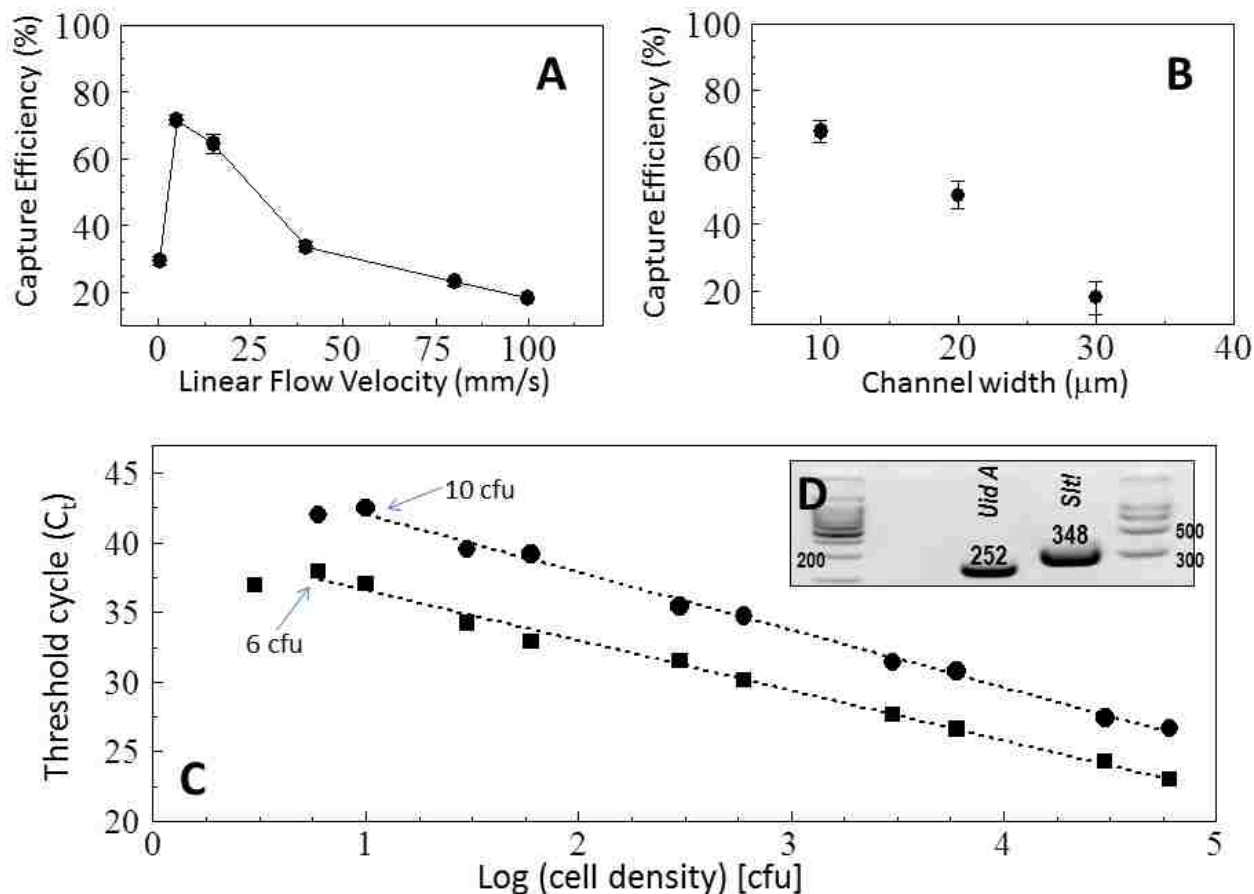 100
80
60
40
20
Capture Efficiency (%)
A
0
25
50
75
100
Linear Flow Velocity (mm/s)
100
80
60
40
20
Capture Efficiency (%)
B
10
20
30
40
Channel width (μm)
45
40
35
30
25
20
Threshold cycle (Cₜ)
10 cfu
6 cfu
C
D
Uid A
SltI
252
348
200
500
300
0
1
2
3
4
5
Log (cell density) [cfu]